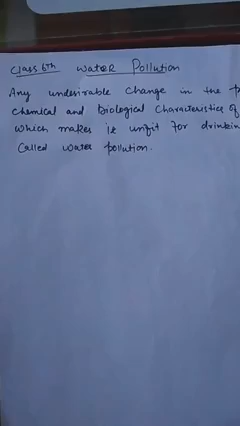 Class 6th Water Pollution
Any undesirable change in the
Chemical and Biological Characteristics of
which makes it unfit for
Called water pollution.